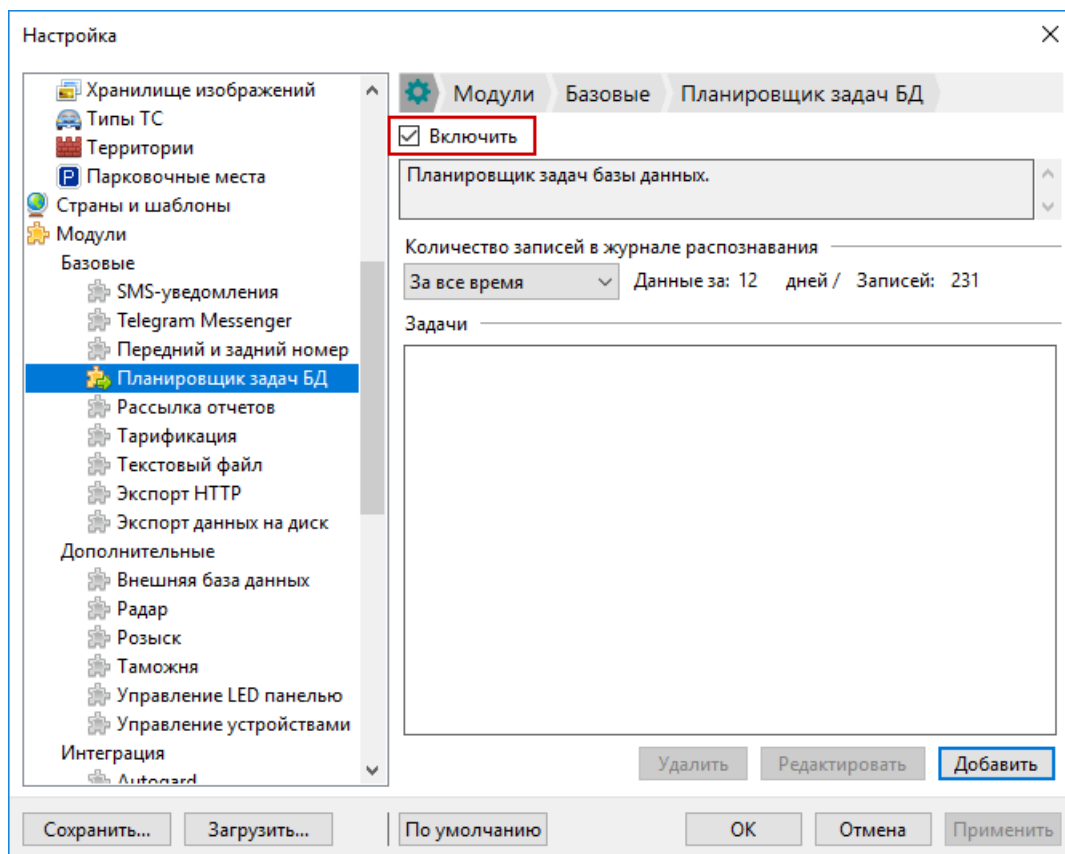 Настройка
Хранилище изображений
Типы ТС
Территории
Парковочные места
Страны и шаблоны
Модули
Базовые
SMS-уведомления
Telegram Messenger
Передний и задний номер
Планировщик задач БД
Рассылка отчетов
Тарификация
Текстовый файл
Экспорт HTTP
Экспорт данных на диск
Дополнительные
Внешняя база данных
Радар
Розыск
Таможня
Управление LED панелью
Управление устройствами
Интеграция
Autogard
Модули Базовые Планировщик задач БД
Включить
Планировщик задач базы данных.
Количество записей в журнале распознавания
За все время Данные за: 12 дней / Записей: 231
Задачи
Удалить Редактировать Добавить
Сохранить... Загрузить... По умолчанию OK Отмена Применить